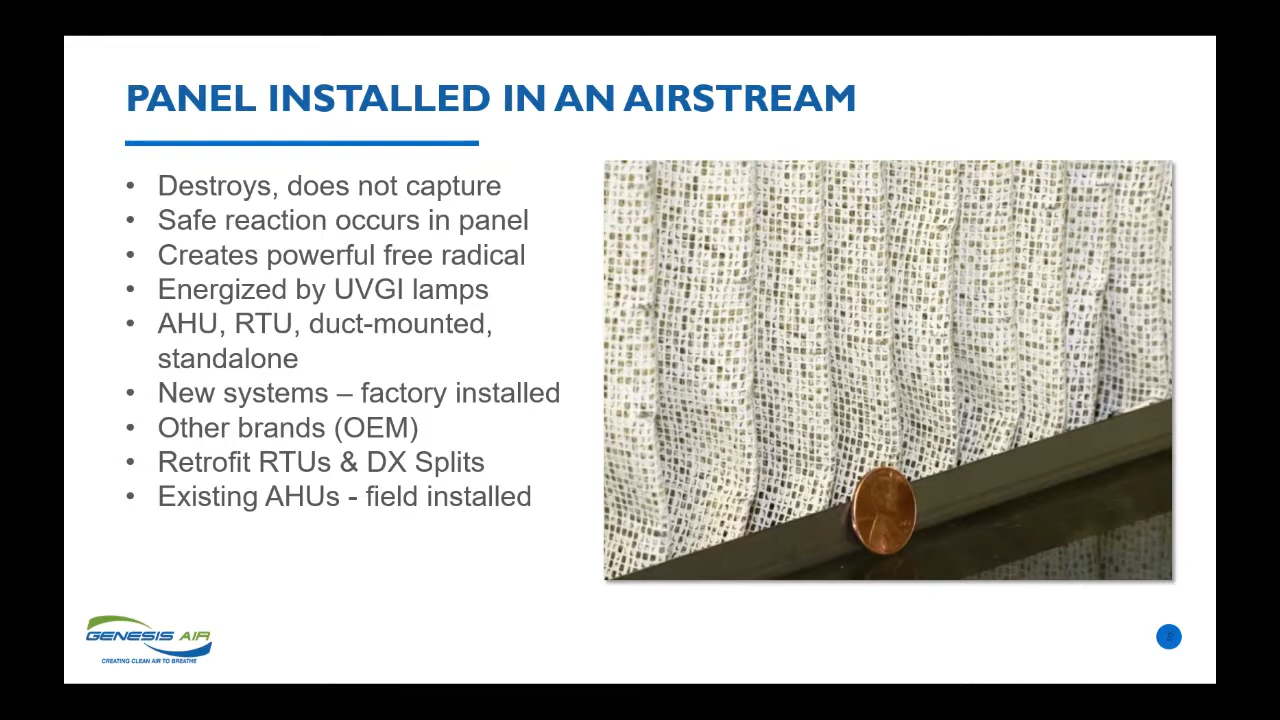 PANEL INSTALLED IN AN AIRSTREAM
• Destroys, does not capture
• Safe reaction occurs in panel
• Creates powerful free radical
• Energized by UVGI lamps
• AHU, RTU, duct-mounted,
standalone
• New systems – factory installed
• Other brands (OEM)
• Retrofit RTUs & DX Splits
• Existing AHUs - field installed
GENESIS AIR
CREATING CLEAN AIR TO BREATHE